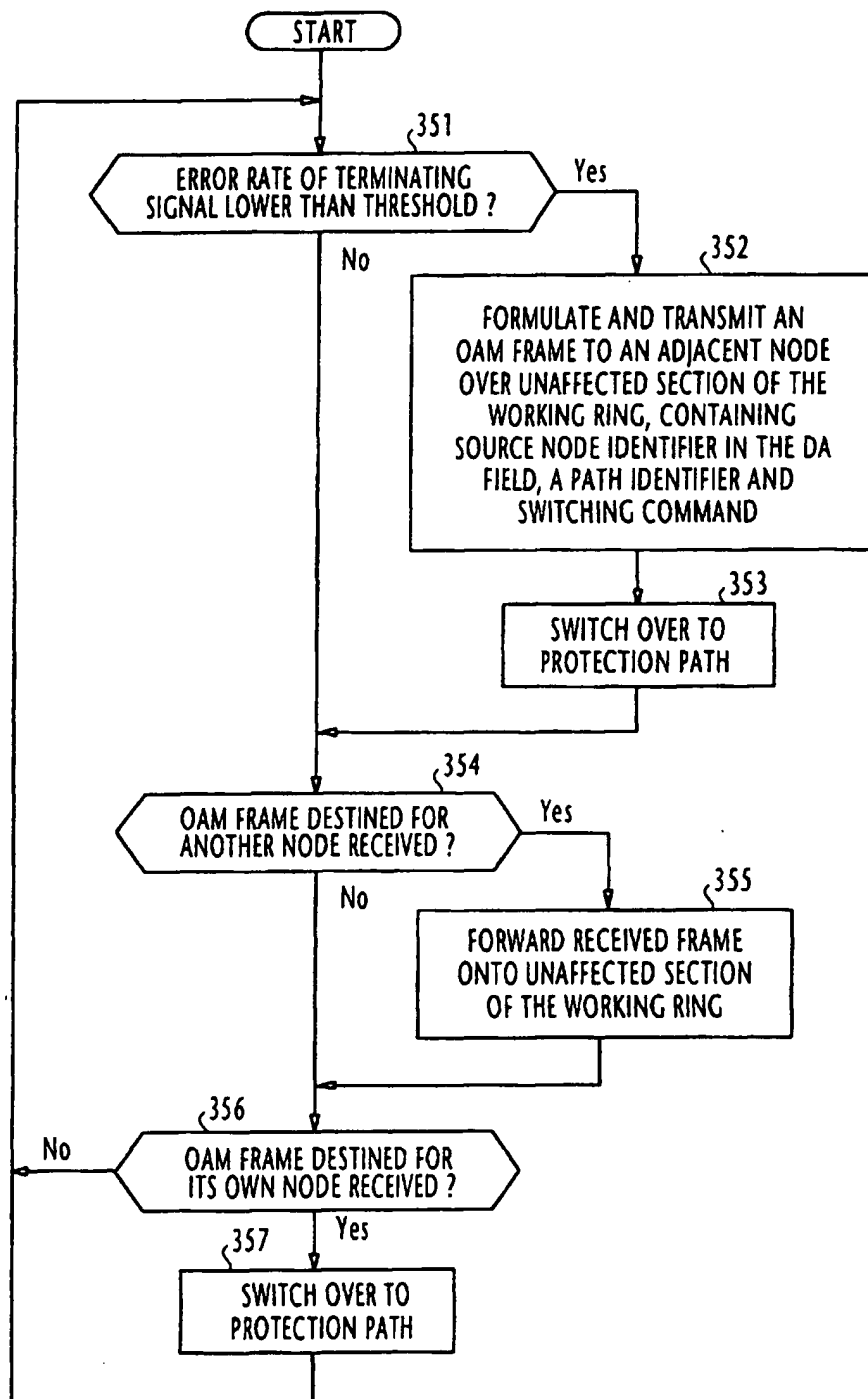 START
351
ERROR RATE OF TERMINATING
SIGNAL LOWER THAN THRESHOLD ?
Yes
No
352
FORMULATE AND TRANSMIT AN
OAM FRAME TO AN ADJACENT NODE
OVER UNAFFECTED SECTION OF THE
WORKING RING, CONTAINING
SOURCE NODE IDENTIFIER IN THE DA
FIELD, A PATH IDENTIFIER AND
SWITCHING COMMAND
353
SWITCH OVER TO
PROTECTION PATH
354
OAM FRAME DESTINED FOR
ANOTHER NODE RECEIVED ?
Yes
No
355
FORWARD RECEIVED FRAME
ONTO UNAFFECTED SECTION
OF THE WORKING RING
356
No
OAM FRAME DESTINED FOR
ITS OWN NODE RECEIVED ?
Yes
357
SWITCH OVER TO
PROTECTION PATH